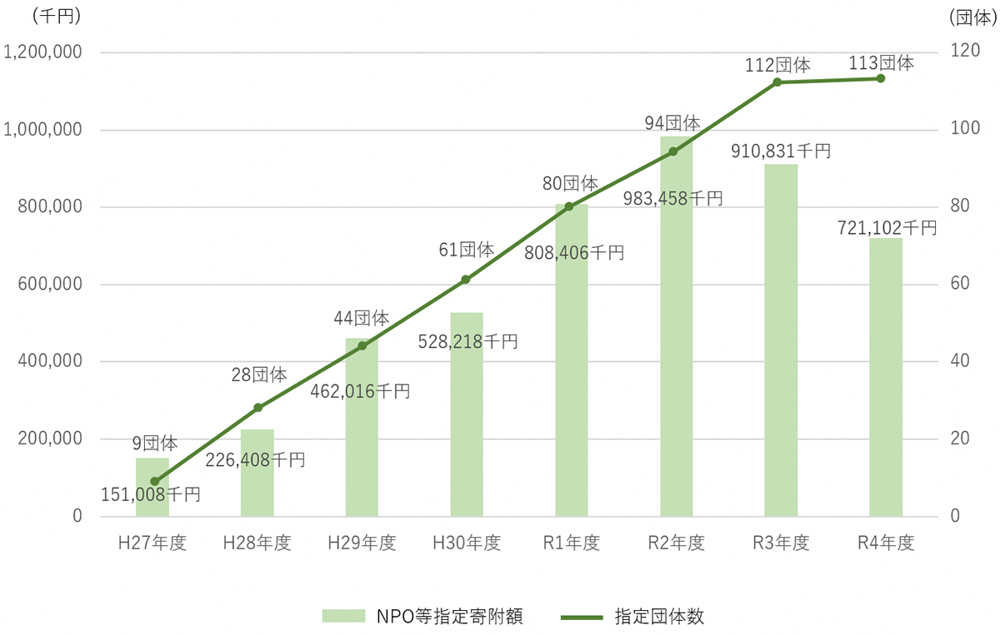 (千円)
(団体)
1,200,000
1,000,000
800,000
600,000
400,000
200,000
0
120
100
80
60
40
20
0
9団体
28団体
44団体
61団体
80団体
94団体
112団体
113団体
151,008千円
226,408千円
462,016千円
528,218千円
808,406千円
983,458千円
910,831千円
721,102千円
H27年度
H28年度
H29年度
H30年度
R1年度
R2年度
R3年度
R4年度
NPO等指定寄附額
指定団体数